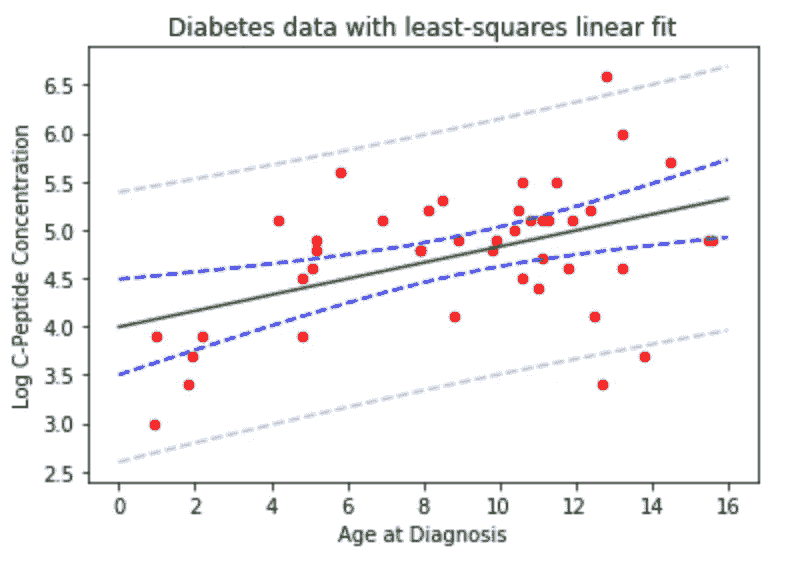 Diabetes data with least-squares linear fit
Log C-Peptide Concentration
6.5
6.0
5.5
5.0
4.5
4.0
3.5
3.0
2.5
0 2 4 6 8 10 12 14 16
Age at Diagnosis